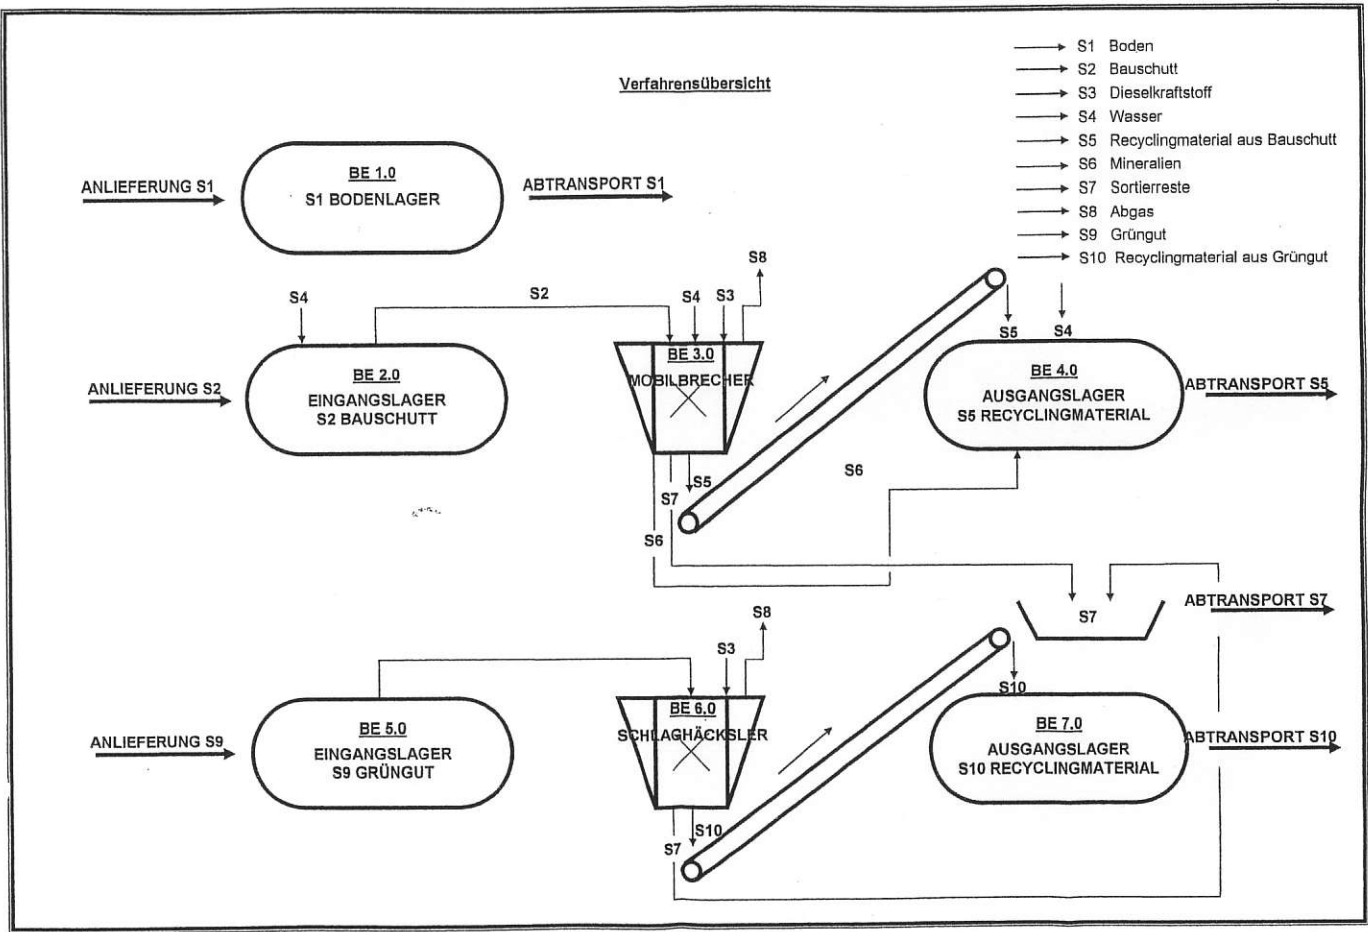 Verfahrensübersicht
S1 Boden
S2 Bauschutt
S3 Dieselkraftstoff
S4 Wasser
S5 Recyclingmaterial aus Bauschutt
S6 Mineralien
S7 Sortierreste
S8 Abgas
S9 Grüngut
S10 Recyclingmaterial aus Grüngut
ANLIEFERUNG S1
BE 1.0
S1 BODENLAGER
ABTRANSPORT S1
S4
S2
S4
S3
S8
S5
S4
ANLIEFERUNG S2
BE 2.0
EINGANGSLAGER
S2 BAUSCHUTT
BE 3.0
MOBILBRECHER
BE 4.0
AUSGANGSLAGER
S5 RECYCLINGMATERIAL
ABTRANSPORT S5
S5
S7
S6
S6
S7
ABTRANSPORT S7
S8
S3
S10
ANLIEFERUNG S9
BE 5.0
EINGANGSLAGER
S9 GRÜNGUT
BE 6.0
SCHLAGHÄCKSLER
BE 7.0
AUSGANGSLAGER
S10 RECYCLINGMATERIAL
ABTRANSPORT S10
S10
S7